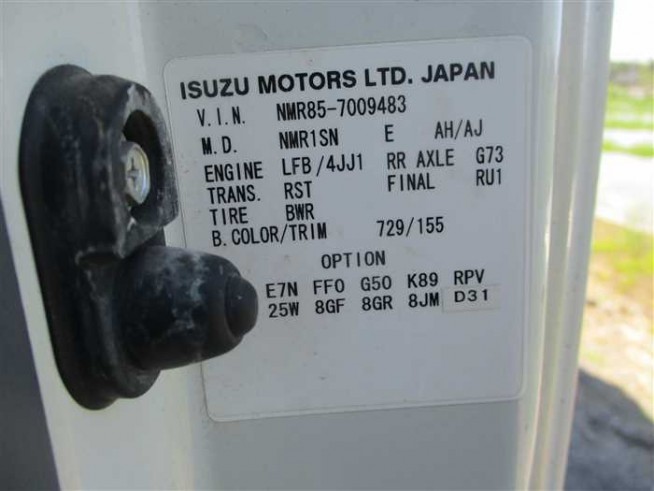 ISUZU MOTORS LTD. JAPAN
V.I.N. NMR85-7009483
M.D. NMR1SN E AH/AJ
ENGINE LFB/4JJ1 RR AXLE G73
TRANS. RST FINAL RU1
TIRE BWR
B.COLOR/TRIM 729/155
OPTION
E7N FF0 G50 K89 RPV
25W 8GF 8GR 8JM D31